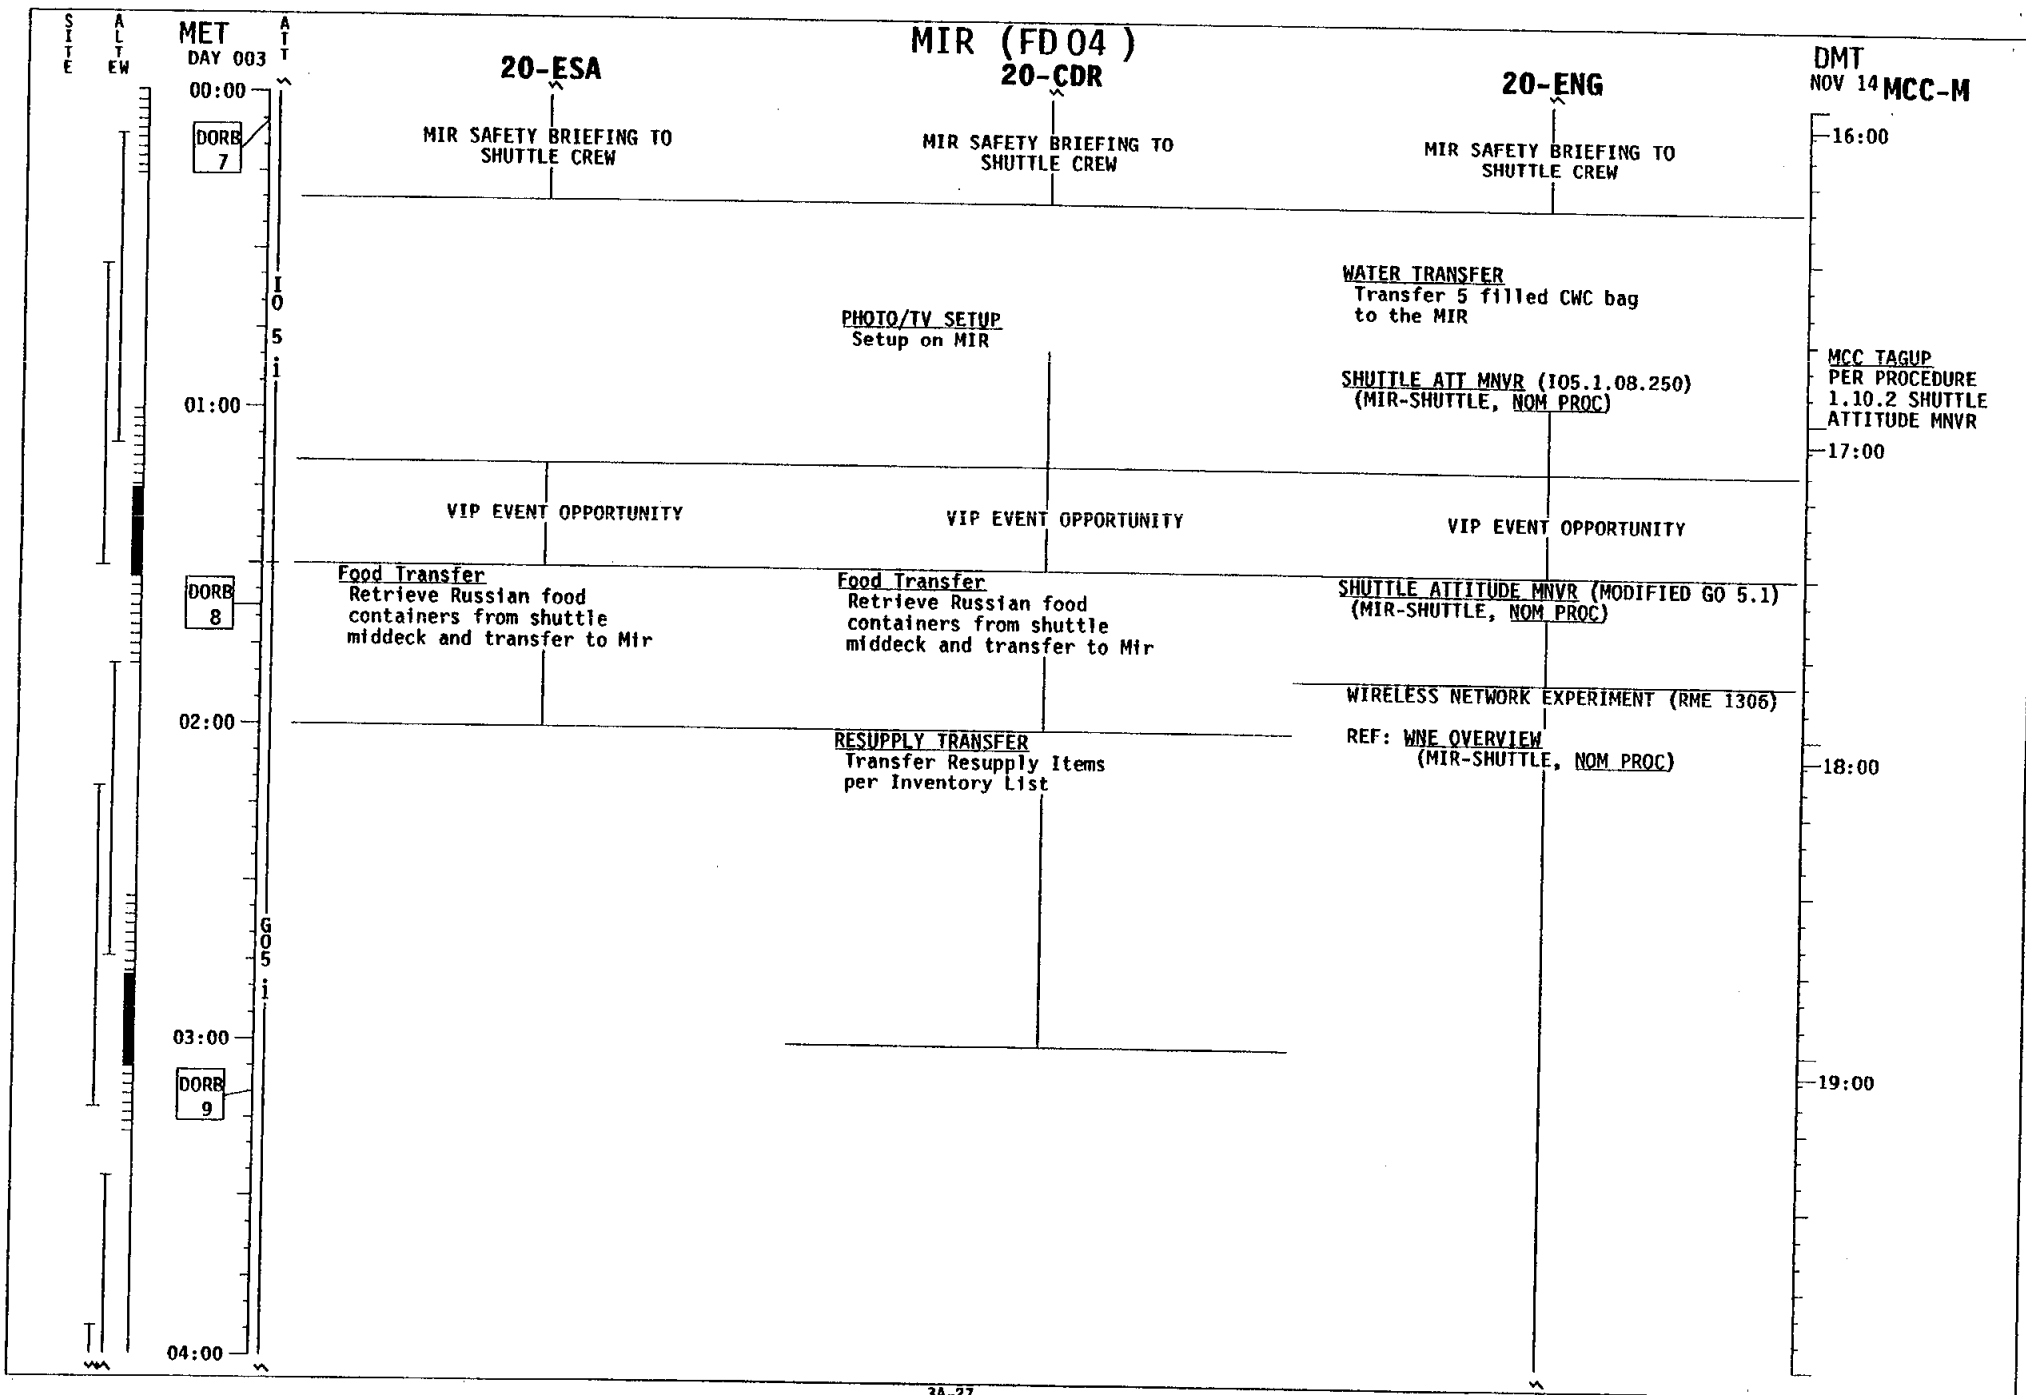 SITE
ALT EW
MET
DAY 003
ATT
MIR (FD 04 )
20-ESA
20-CDR
20-ENG
DMT
NOV 14 MCC-M
00:00
DORB
7
MIR SAFETY BRIEFING TO
SHUTTLE CREW
MIR SAFETY BRIEFING TO
SHUTTLE CREW
MIR SAFETY BRIEFING TO
SHUTTLE CREW
16:00
IO 5 i
WATER TRANSFER
Transfer 5 filled CWC bag
to the MIR
PHOTO/TV SETUP
Setup on MIR
SHUTTLE ATT MNVR (IO5.1.08.250)
(MIR-SHUTTLE, NOM PROC)
MCC TAGUP
PER PROCEDURE
1.10.2 SHUTTLE
ATTITUDE MNVR
01:00
17:00
VIP EVENT OPPORTUNITY
VIP EVENT OPPORTUNITY
VIP EVENT OPPORTUNITY
DORB
8
Food Transfer
Retrieve Russian food
containers from shuttle
middeck and transfer to Mir
Food Transfer
Retrieve Russian food
containers from shuttle
middeck and transfer to Mir
SHUTTLE ATTITUDE MNVR (MODIFIED GO 5.1)
(MIR-SHUTTLE, NOM PROC)
WIRELESS NETWORK EXPERIMENT (RME 1306)
REF: WNE OVERVIEW
(MIR-SHUTTLE, NOM PROC)
02:00
RESUPPLY TRANSFER
Transfer Resupply Items
per Inventory List
18:00
GO5 i
03:00
DORB
9
19:00
04:00
3A-27